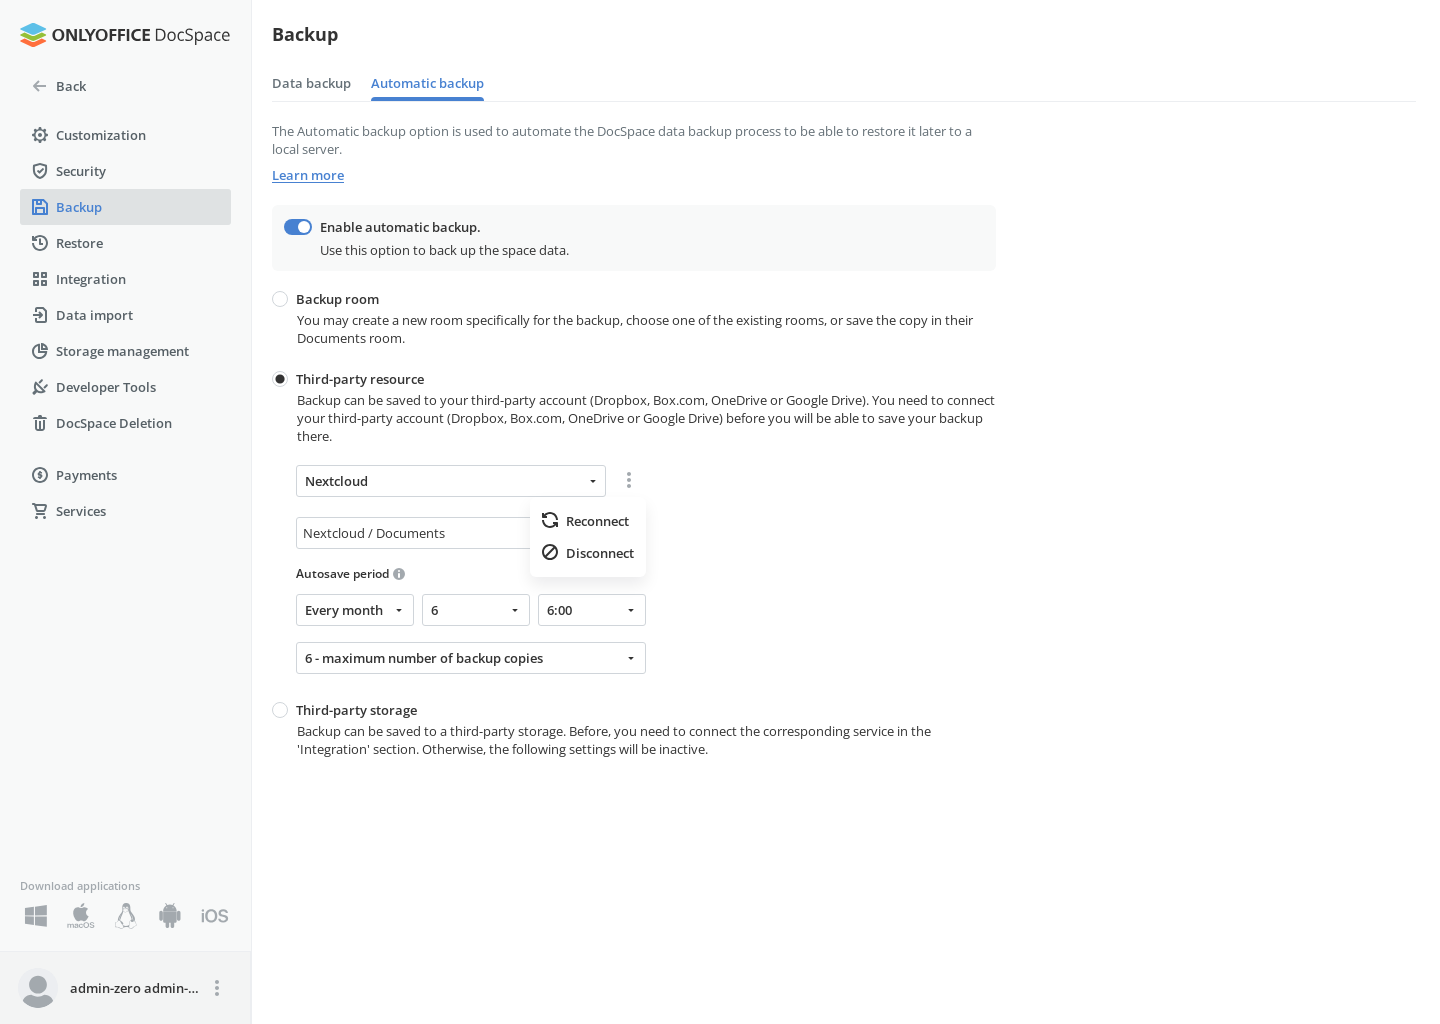 ONLYOFFICE DocSpace
Back
Customization
Security
Backup
Restore
Integration
Data import
Storage management
Developer Tools
DocSpace Deletion
Payments
Services
Download applications
macOS
iOS
admin-zero admin-...
Backup
Data backup
Automatic backup
The Automatic backup option is used to automate the DocSpace data backup process to be able to restore it later to a
local server.
Learn more
Enable automatic backup.
Use this option to back up the space data.
Backup room
You may create a new room specifically for the backup, choose one of the existing rooms, or save the copy in their
Documents room.
Third-party resource
Backup can be saved to your third-party account (Dropbox, Box.com, OneDrive or Google Drive). You need to connect
your third-party account (Dropbox, Box.com, OneDrive or Google Drive) before you will be able to save your backup
there.
Nextcloud
Reconnect
Disconnect
Nextcloud / Documents
Autosave period
Every month
6
6:00
6 - maximum number of backup copies
Third-party storage
Backup can be saved to a third-party storage. Before, you need to connect the corresponding service in the
'Integration' section. Otherwise, the following settings will be inactive.